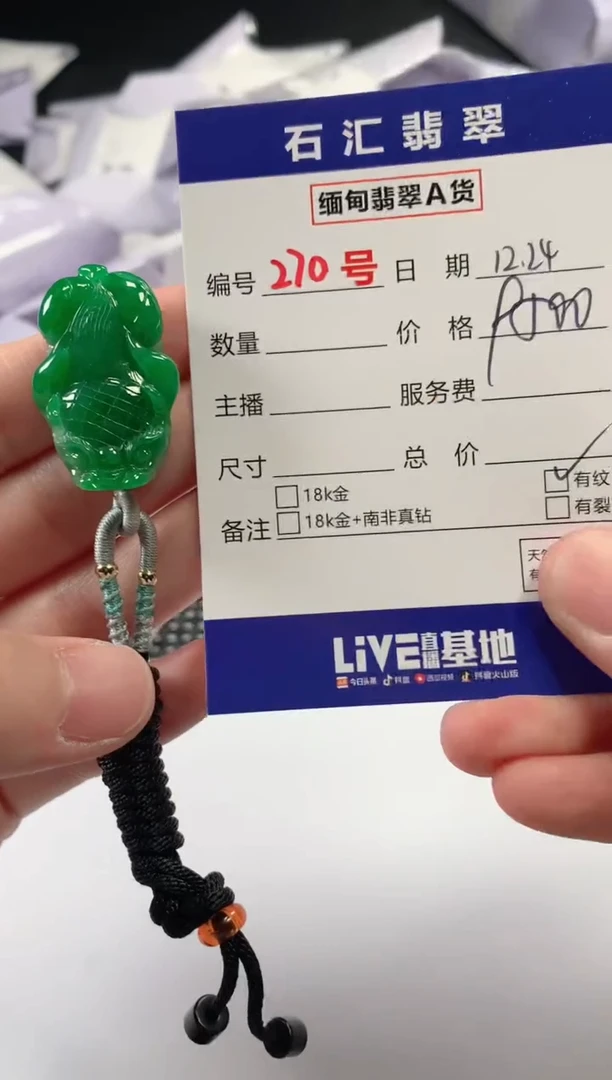 石汇翡翠
缅甸翡翠A货
编号 270号 日期 12.24
数量 价格
主播 服务费
尺寸 总价
备注 18k金 有纹
18k金+南非真钻 有裂
天
有
LiVE直播基地
今日头条 抖音 西瓜视频 抖音火山版